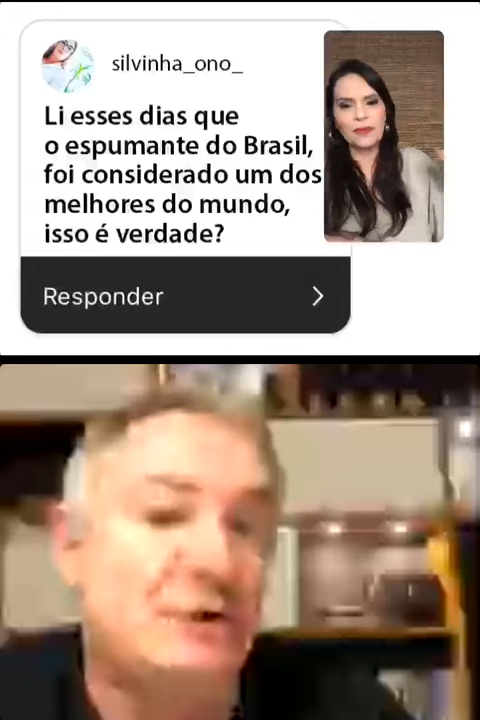 silvinha_ono_
Li esses dias que
o espumante do Brasil,
foi considerado um dos
melhores do mundo,
isso é verdade?
Responder